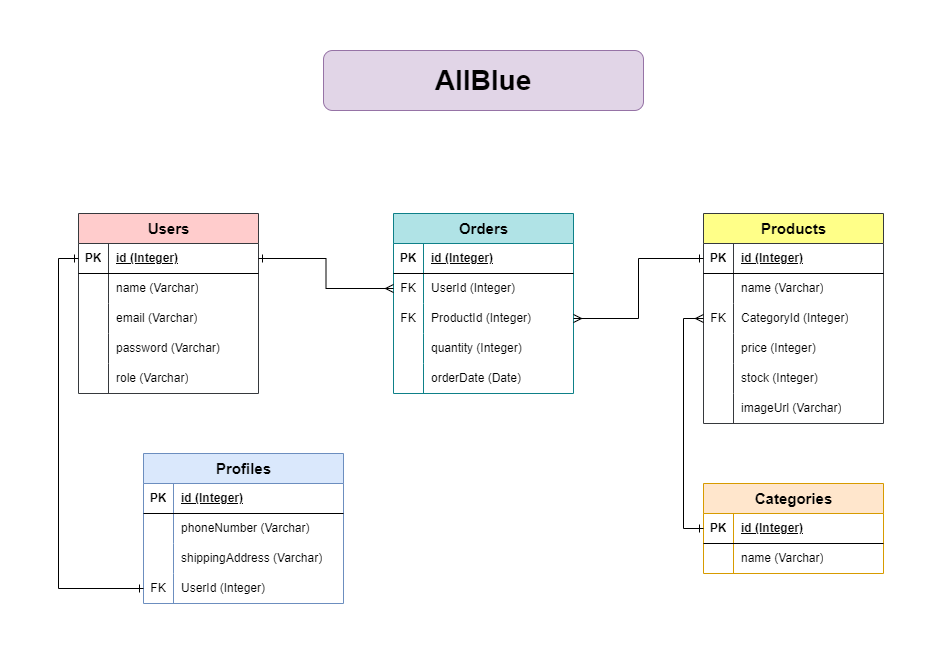 AllBlue
Users
PK id (Integer)
name (Varchar)
email (Varchar)
password (Varchar)
role (Varchar)
Orders
PK id (Integer)
FK UserId (Integer)
FK ProductId (Integer)
quantity (Integer)
orderDate (Date)
Products
PK id (Integer)
name (Varchar)
FK CategoryId (Integer)
price (Integer)
stock (Integer)
imageUrl (Varchar)
Profiles
PK id (Integer)
phoneNumber (Varchar)
shippingAddress (Varchar)
FK UserId (Integer)
Categories
PK id (Integer)
name (Varchar)